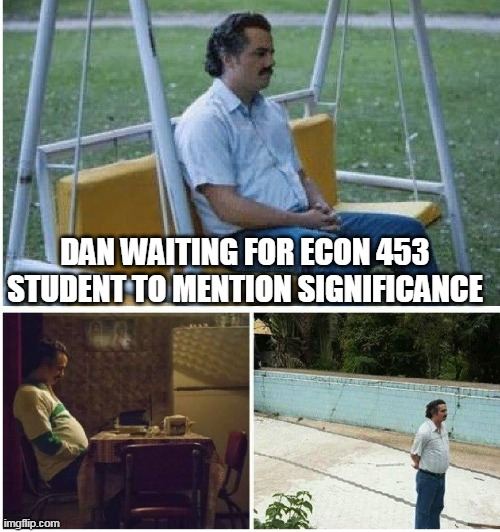 DAN WAITING FOR ECON 453
STUDENT TO MENTION SIGNIFICANCE
imgflip.com